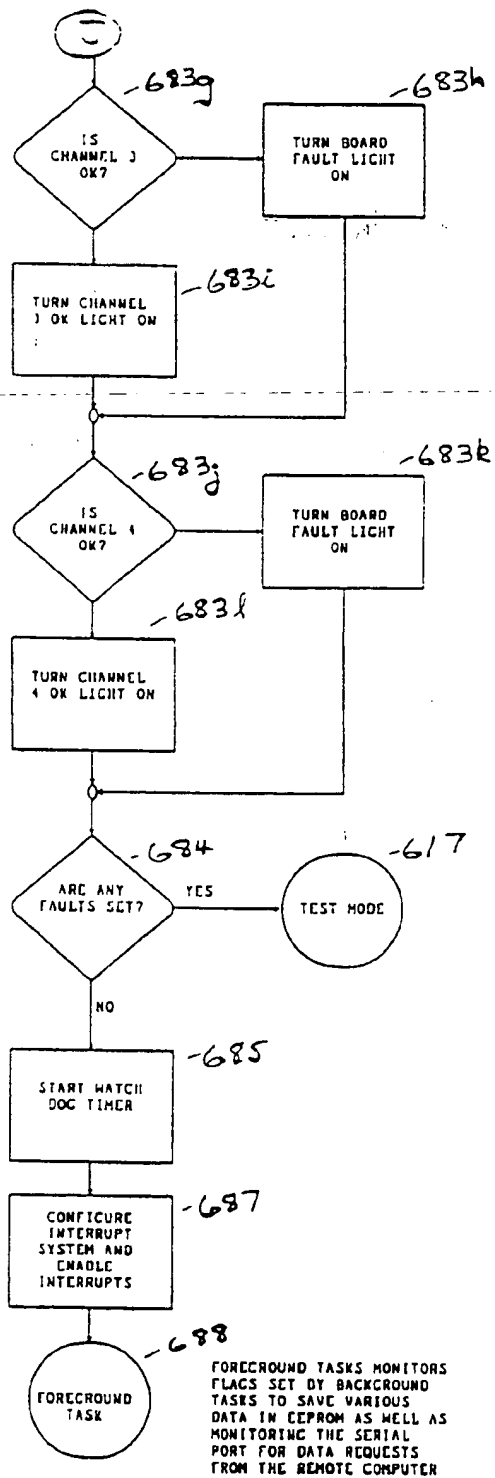 683g
IS
CHANNEL 3
OK?
683h
TURN BOARD
FAULT LIGHT
ON
683i
TURN CHANNEL
3 OK LIGHT ON
683j
IS
CHANNEL 4
OK?
683k
TURN BOARD
FAULT LIGHT
ON
683l
TURN CHANNEL
4 OK LIGHT ON
684
ARE ANY
FAULTS SET?
YES
617
TEST MODE
NO
685
START WATCH
DOG TIMER
687
CONFIGURE
INTERRUPT
SYSTEM AND
ENABLE
INTERRUPTS
688
FOREGROUND
TASK
FOREGROUND TASKS MONITORS
FLAGS SET BY BACKGROUND
TASKS TO SAVE VARIOUS
DATA IN EEPROM AS WELL AS
MONITORING THE SERIAL
PORT FOR DATA REQUESTS
FROM THE REMOTE COMPUTER